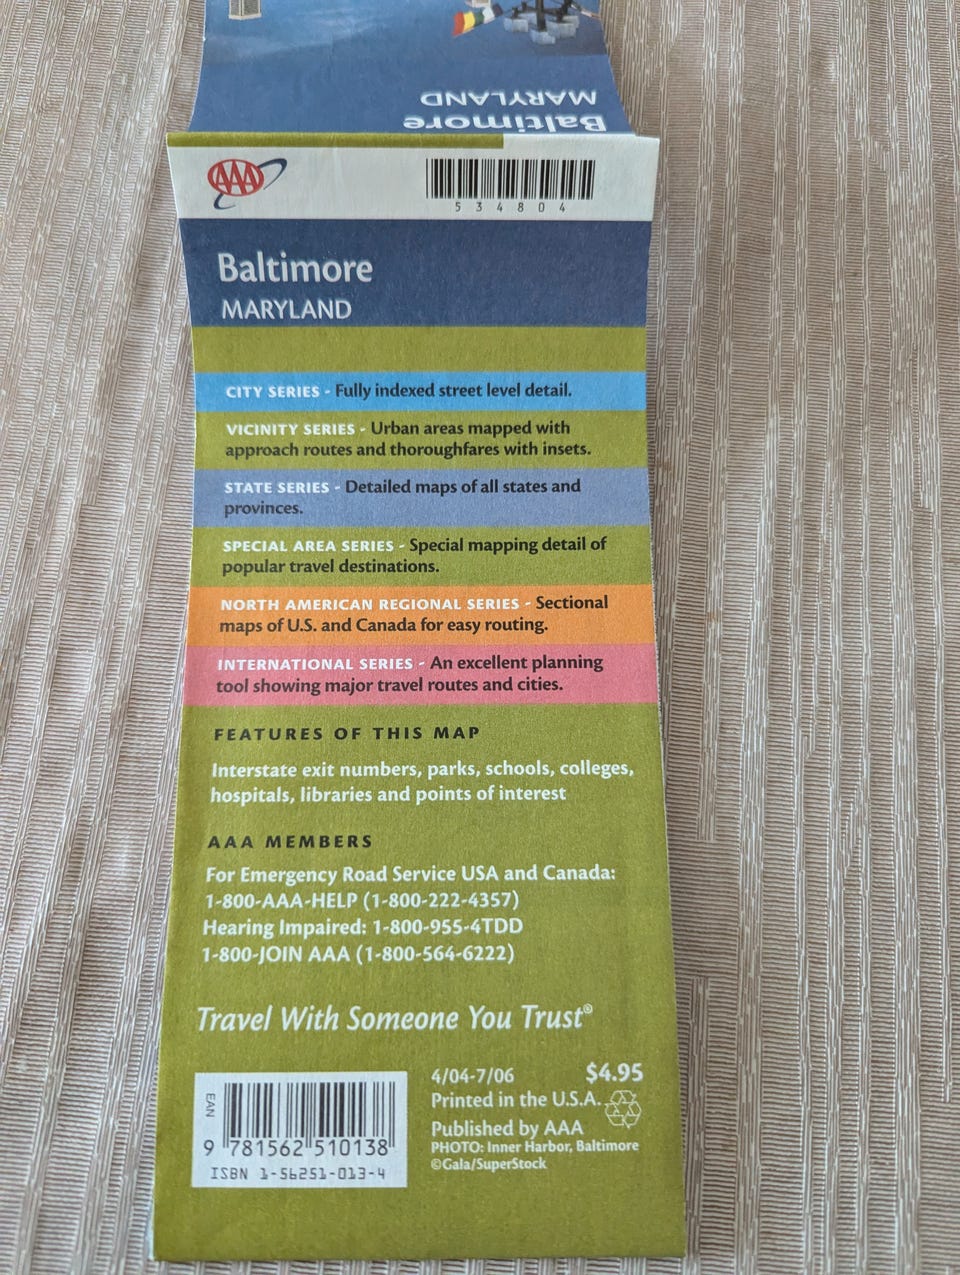 Baltimore
MARYLAND
AAA
534804
Baltimore
MARYLAND
CITY SERIES - Fully indexed street level detail.
VICINITY SERIES - Urban areas mapped with
approach routes and thoroughfares with insets.
STATE SERIES - Detailed maps of all states and
provinces.
SPECIAL AREA SERIES - Special mapping detail of
popular travel destinations.
NORTH AMERICAN REGIONAL SERIES - Sectional
maps of U.S. and Canada for easy routing.
INTERNATIONAL SERIES - An excellent planning
tool showing major travel routes and cities.
FEATURES OF THIS MAP
Interstate exit numbers, parks, schools, colleges,
hospitals, libraries and points of interest
AAA MEMBERS
For Emergency Road Service USA and Canada:
1-800-AAA-HELP (1-800-222-4357)
Hearing Impaired: 1-800-955-4TDD
1-800-JOIN AAA (1-800-564-6222)
Travel With Someone You Trust®
EAN
9 781562 510138
ISBN 1-56251-013-4
4/04-7/06 $4.95
Printed in the U.S.A.
Published by AAA
PHOTO: Inner Harbor, Baltimore
©Gala/SuperStock